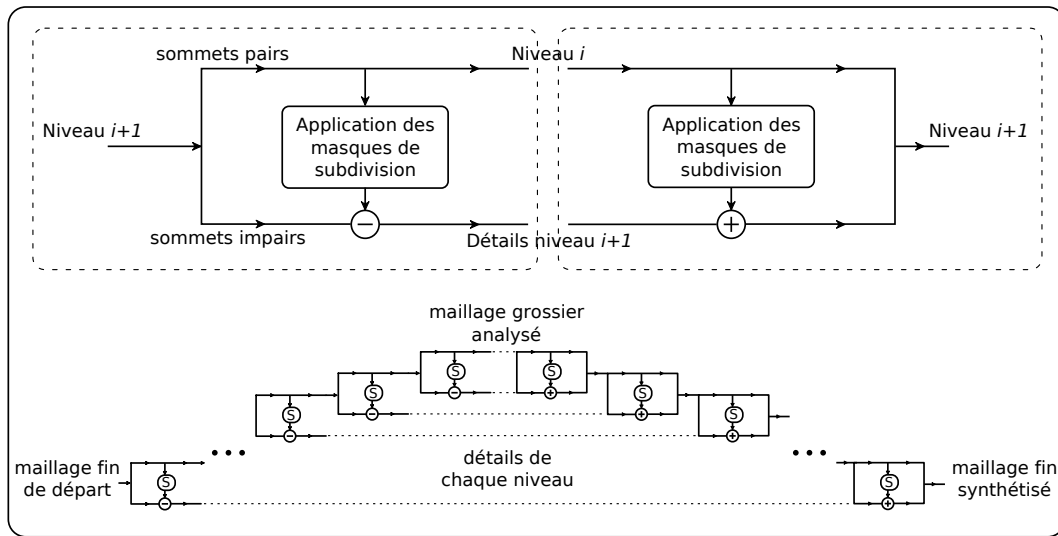 sommets pairs
Niveau i
Niveau i+1
Application des
masques de
subdivision
Application des
masques de
subdivision
Niveau i+1
−
+
sommets impairs
Détails niveau i+1
maillage grossier
analysé
S
S
−
+
S
S
−
+
S
S
−
+
...
...
maillage fin
de départ
détails de
chaque niveau
maillage fin
synthétisé
S
S
−
+